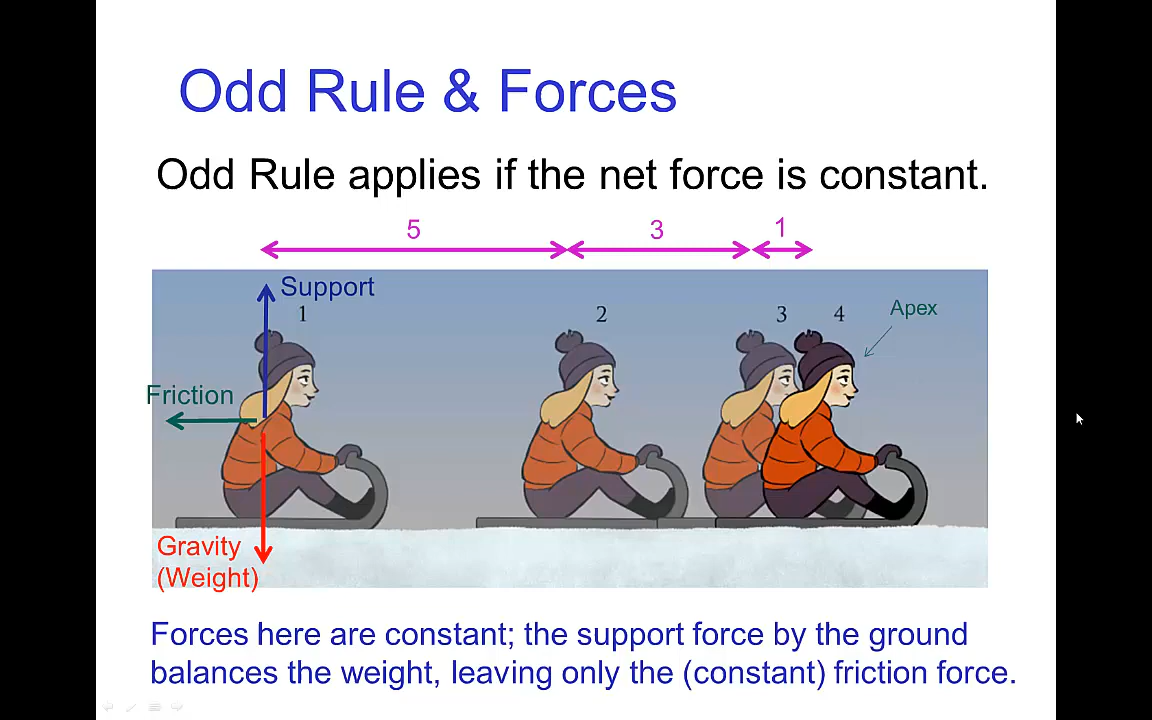 Odd Rule & Forces
Odd Rule applies if the net force is constant.
5
3
1
Support
1
2
3
4
Apex
Friction
Gravity
(Weight)
Forces here are constant; the support force by the ground
balances the weight, leaving only the (constant) friction force.